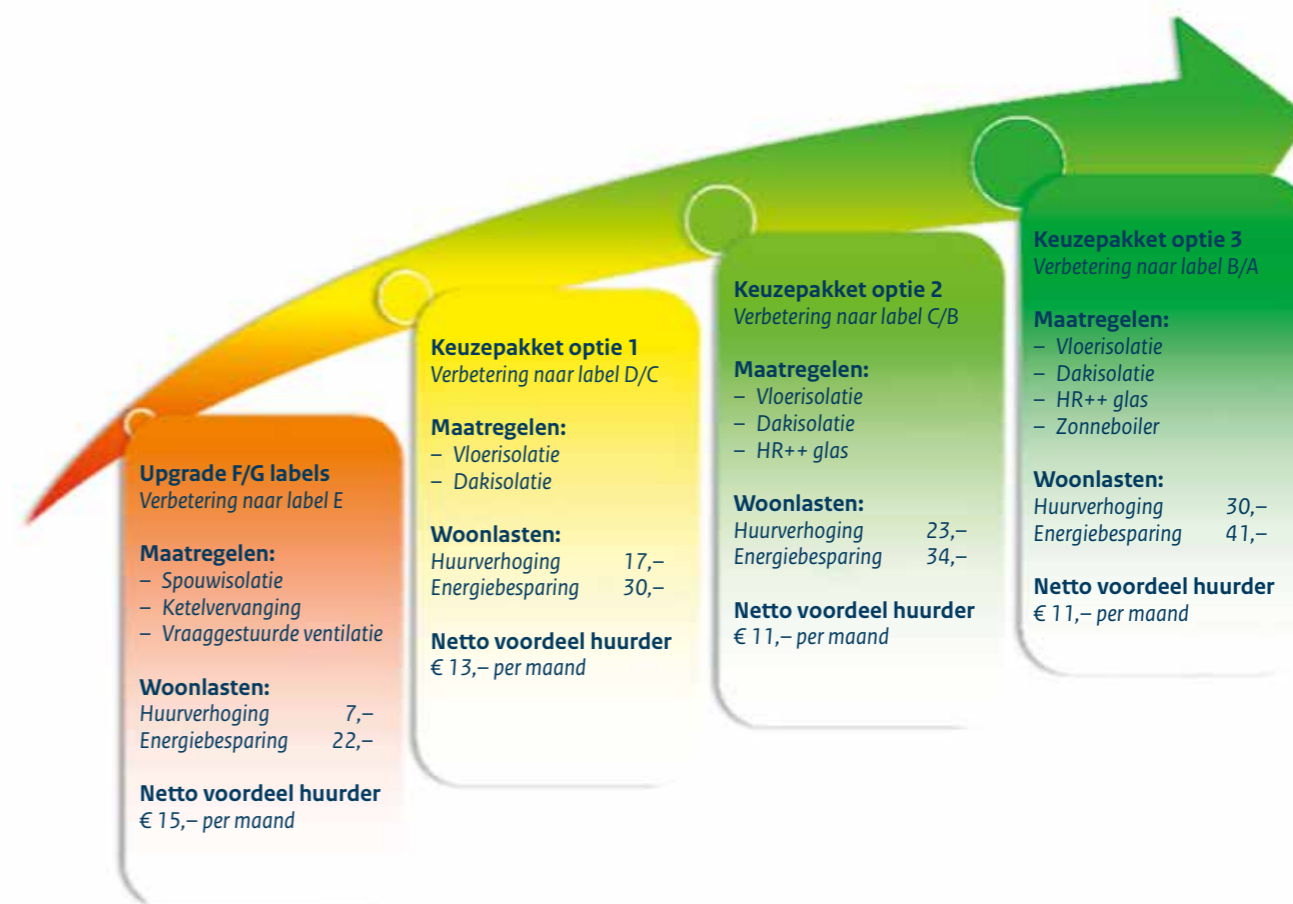 Upgrade F/G labels
Verbetering naar label E
Maatregelen:
– Spouwisolatie
– Ketelvervanging
– Vraaggestuurde ventilatie
Woonlasten:
Huurverhoging 7,–
Energiebesparing 22,–
Netto voordeel huurder
€ 15,– per maand
Keuzepakket optie 1
Verbetering naar label D/C
Maatregelen:
– Vloerisolatie
– Dakisolatie
Woonlasten:
Huurverhoging 17,–
Energiebesparing 30,–
Netto voordeel huurder
€ 13,– per maand
Keuzepakket optie 2
Verbetering naar label C/B
Maatregelen:
– Vloerisolatie
– Dakisolatie
– HR++ glas
Woonlasten:
Huurverhoging 23,–
Energiebesparing 34,–
Netto voordeel huurder
€ 11,– per maand
Keuzepakket optie 3
Verbetering naar label B/A
Maatregelen:
– Vloerisolatie
– Dakisolatie
– HR++ glas
– Zonneboiler
Woonlasten:
Huurverhoging 30,–
Energiebesparing 41,–
Netto voordeel huurder
€ 11,– per maand